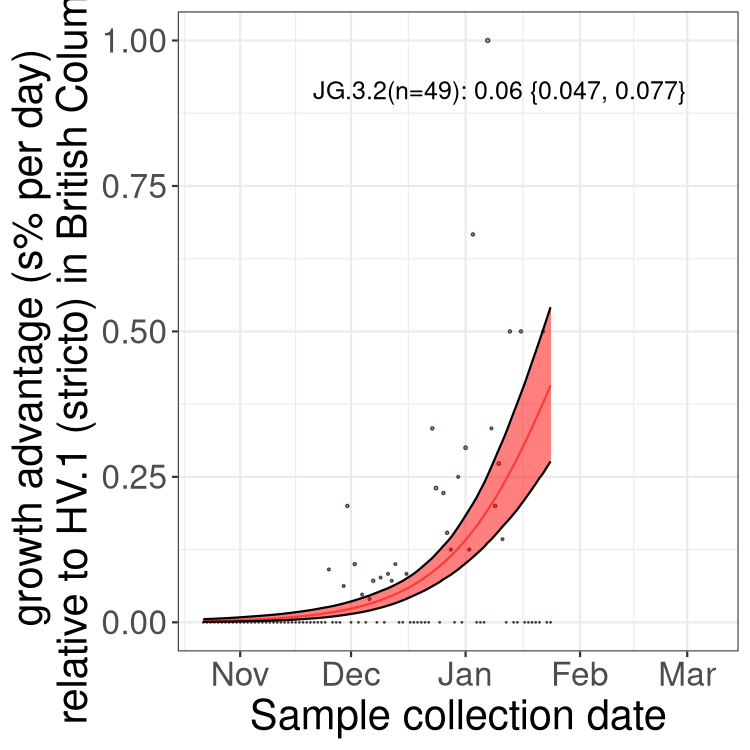 growth advantage (s% per day)
relative to HV.1 (stricto) in British Colum
1.00
0.75
0.50
0.25
0.00
JG.3.2(n=49): 0.06 {0.047, 0.077}
Nov Dec Jan Feb Mar
Sample collection date